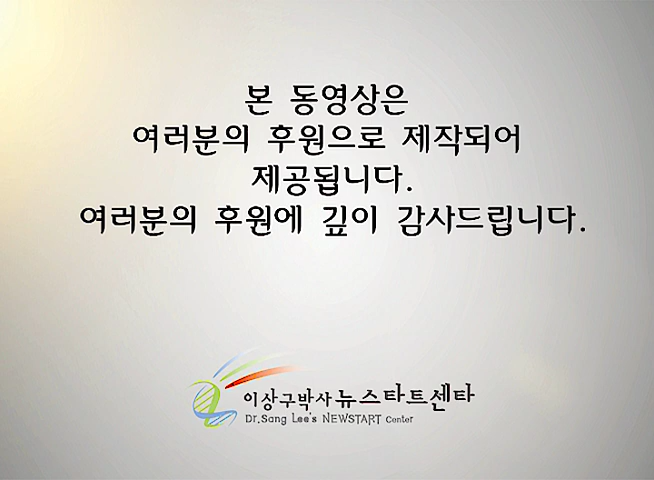 본 동영상은
여러분의 후원으로 제작되어
제공됩니다.
여러분의 후원에 깊이 감사드립니다.
이상구박사 뉴스타트센타
Dr.Sang Lee's NEWSTART Center